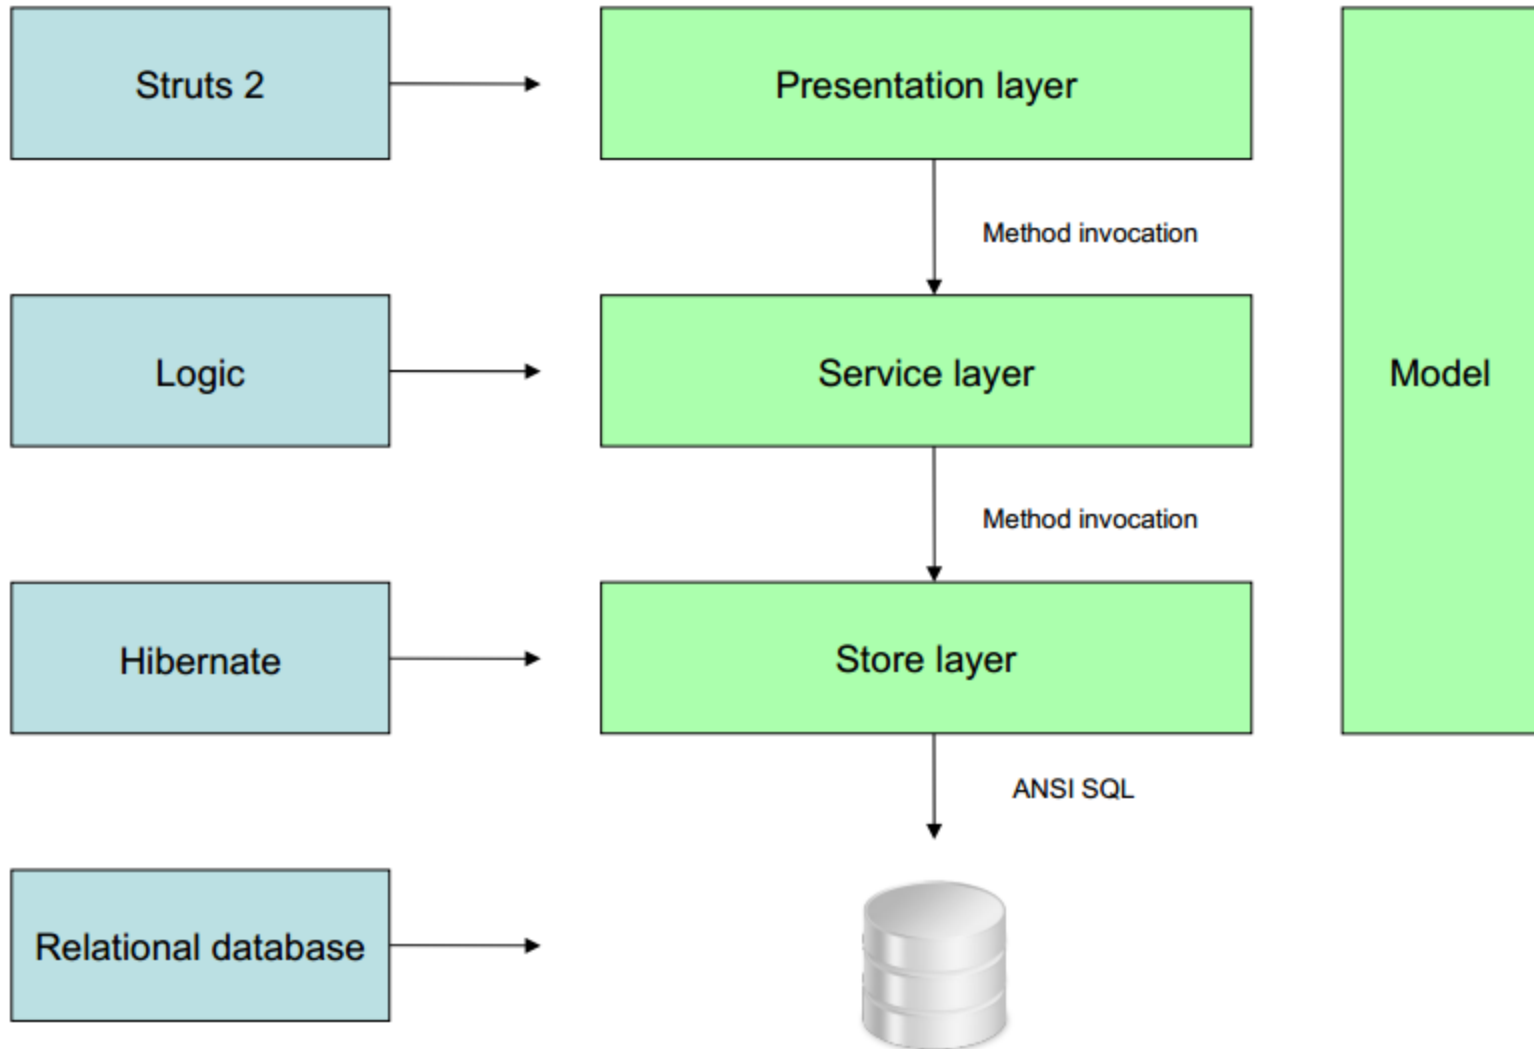 Struts 2
Presentation layer
Method invocation
Logic
Service layer
Model
Method invocation
Hibernate
Store layer
ANSI SQL
Relational database